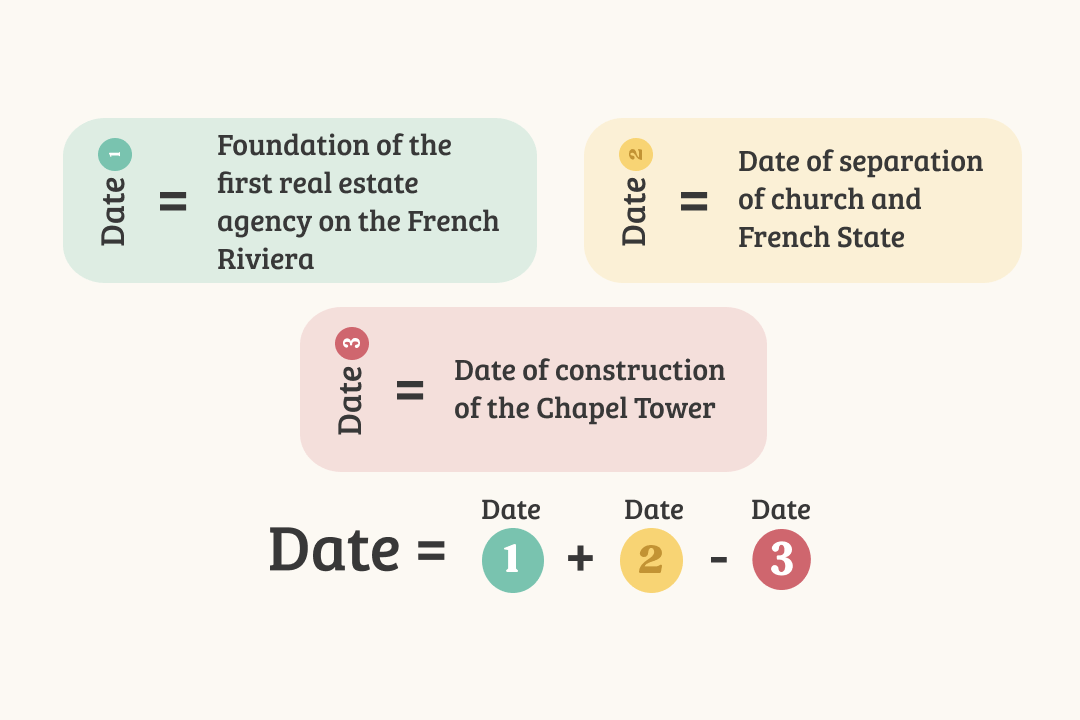 Date 1 = Foundation of the
first real estate
agency on the French
Riviera
Date 2 = Date of separation
of church and
French State
Date 3 = Date of construction
of the Chapel Tower
Date Date Date
Date = 1 + 2 - 3